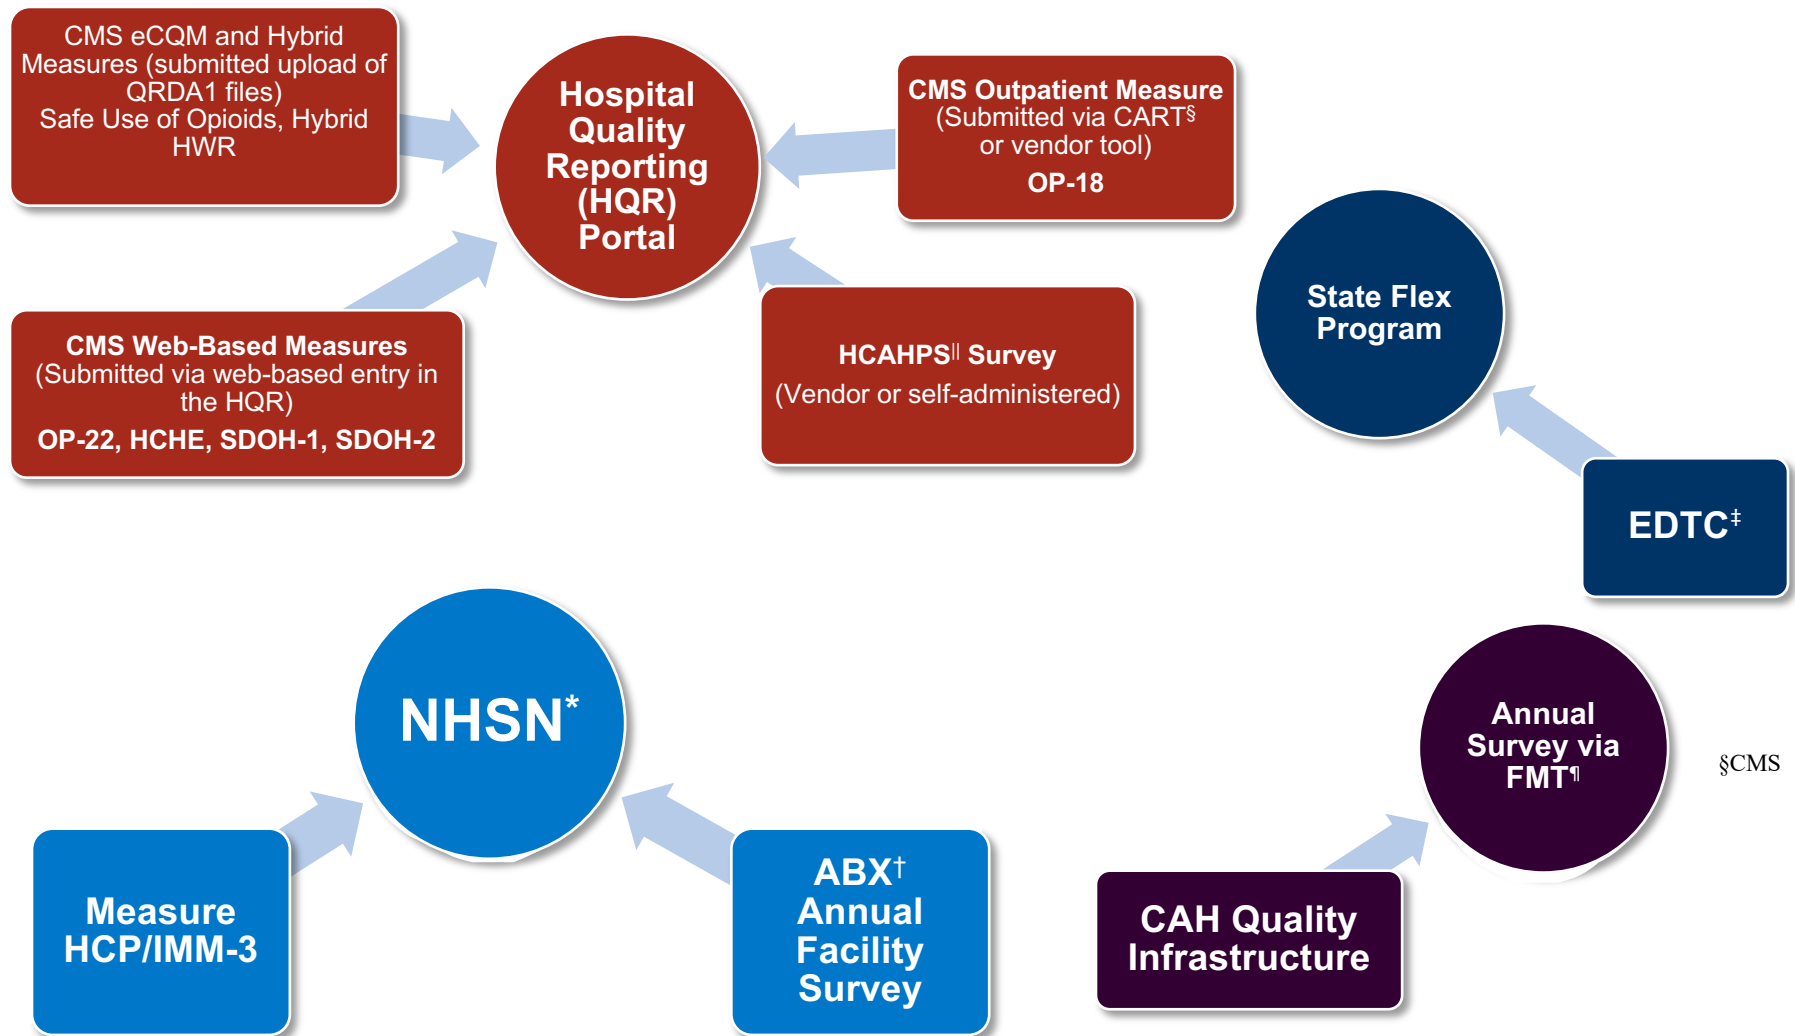 CMS eCQM and Hybrid
Measures (submitted upload of
QRDA1 files)
Safe Use of Opioids, Hybrid
HWR
Hospital
Quality
Reporting
(HQR)
Portal
CMS Outpatient Measure
(Submitted via CART§
or vendor tool)
OP-18
CMS Web-Based Measures
(Submitted via web-based entry in
the HQR)
OP-22, HCHE, SDOH-1, SDOH-2
HCAHPS|| Survey
(Vendor or self-administered)
State Flex
Program
EDTC‡
NHSN*
Measure
HCP/IMM-3
ABX†
Annual
Facility
Survey
Annual
Survey via
FMT¶
§CMS
CAH Quality
Infrastructure